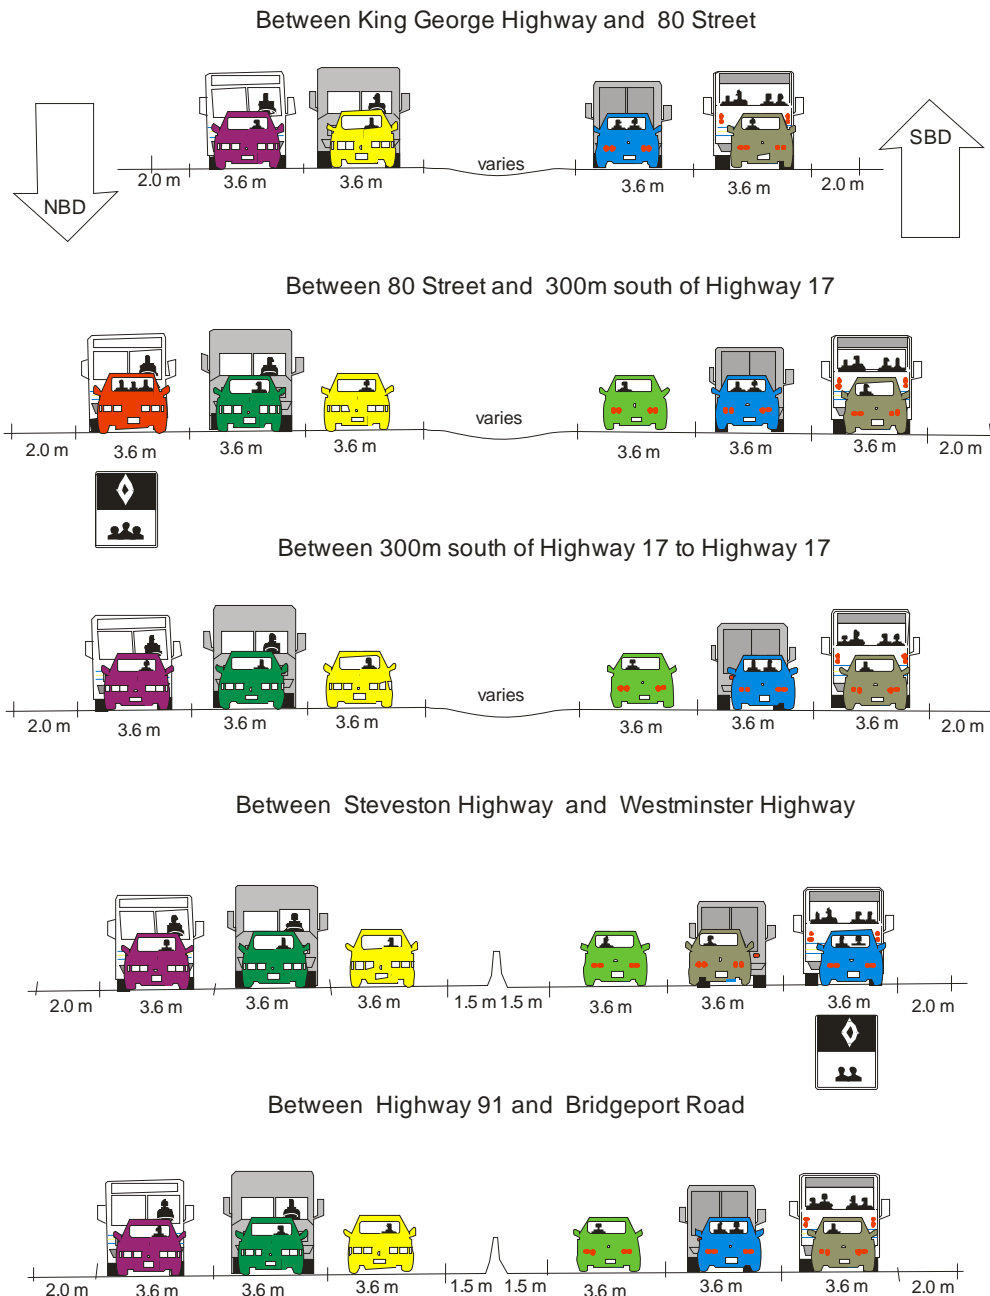 Between King George Highway and 80 Street
SBD
varies
2.0 m 3.6 m 3.6 m 3.6 m 3.6 m 2.0 m
NBD
Between 80 Street and 300m south of Highway 17
varies
2.0 m 3.6 m 3.6 m 3.6 m 3.6 m 3.6 m 3.6 m 2.0 m
Between 300m south of Highway 17 to Highway 17
varies
2.0 m 3.6 m 3.6 m 3.6 m 3.6 m 3.6 m 3.6 m 2.0 m
Between Steveston Highway and Westminster Highway
2.0 m 3.6 m 3.6 m 3.6 m 1.5 m 1.5 m 3.6 m 3.6 m 3.6 m 2.0 m
Between Highway 91 and Bridgeport Road
2.0 m 3.6 m 3.6 m 3.6 m 1.5 m 1.5 m 3.6 m 3.6 m 3.6 m 2.0 m